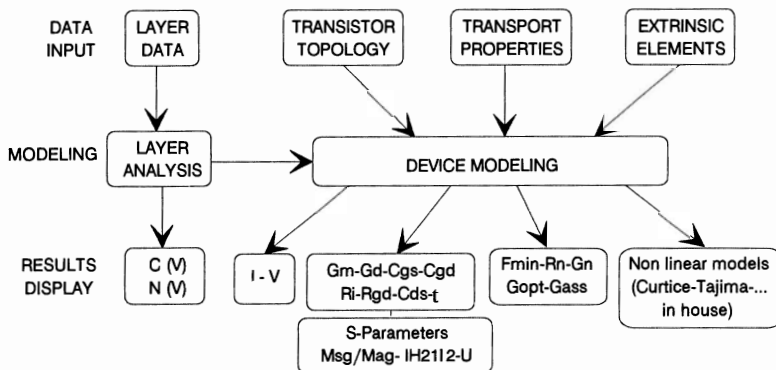 DATA
INPUT
LAYER
DATA
TRANSISTOR
TOPOLOGY
TRANSPORT
PROPERTIES
EXTRINSIC
ELEMENTS
MODELING
LAYER
ANALYSIS
DEVICE MODELING
RESULTS
DISPLAY
C (V)
N (V)
I - V
Gm-Gd-Cgs-Cgd
Ri-Rgd-Cds-t
S-Parameters
Msg/Mag- IH21I2-U
Fmin-Rn-Gn
Gopt-Gass
Non linear models
(Curtice-Tajima-...
in house)